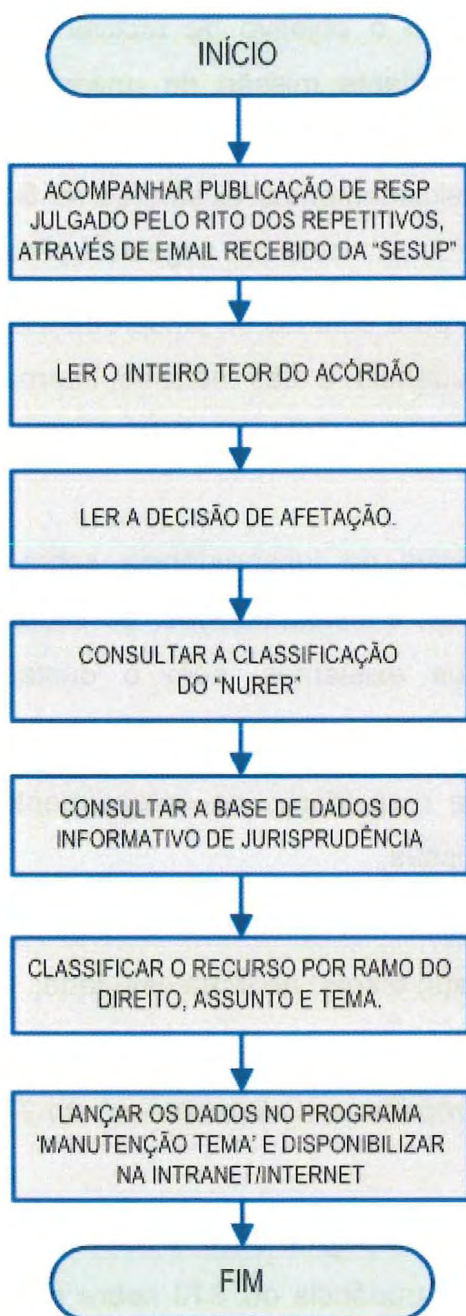 INÍCIO
ACOMPANHAR PUBLICAÇÃO DE RESP
JULGADO PELO RITO DOS REPETITIVOS,
ATRAVÉS DE EMAIL RECEBIDO DA “SESUP”
LER O INTEIRO TEOR DO ACÓRDÃO
LER A DECISÃO DE AFETAÇÃO.
CONSULTAR A CLASSIFICAÇÃO
DO “NURER”
CONSULTAR A BASE DE DADOS DO
INFORMATIVO DE JURISPRUDÊNCIA
CLASSIFICAR O RECURSO POR RAMO DO
DIREITO, ASSUNTO E TEMA.
LANÇAR OS DADOS NO PROGRAMA
‘MANUTENÇÃO TEMA’ E DISPONIBILIZAR
NA INTRANET/INTERNET
FIM